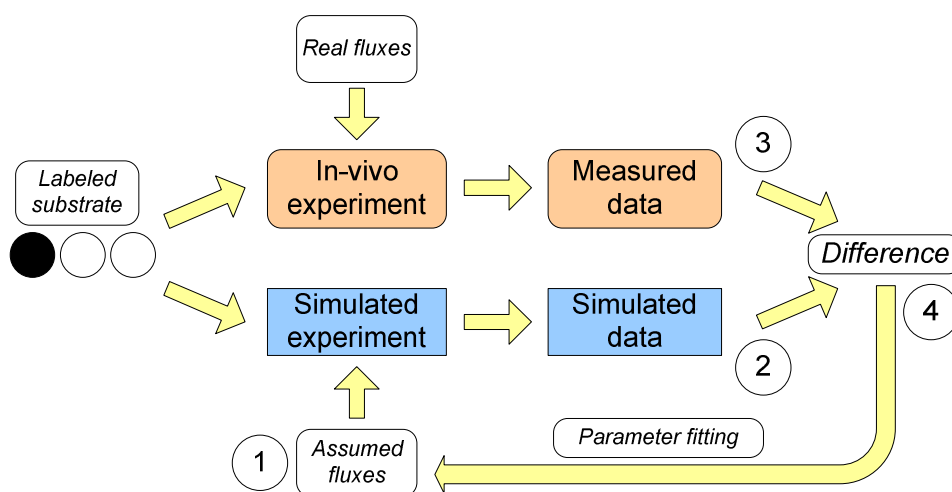 Real fluxes
Labeled
substrate
In-vivo
experiment
Measured
data
3
Difference
Simulated
experiment
Simulated
data
2
4
1
Assumed
fluxes
Parameter fitting